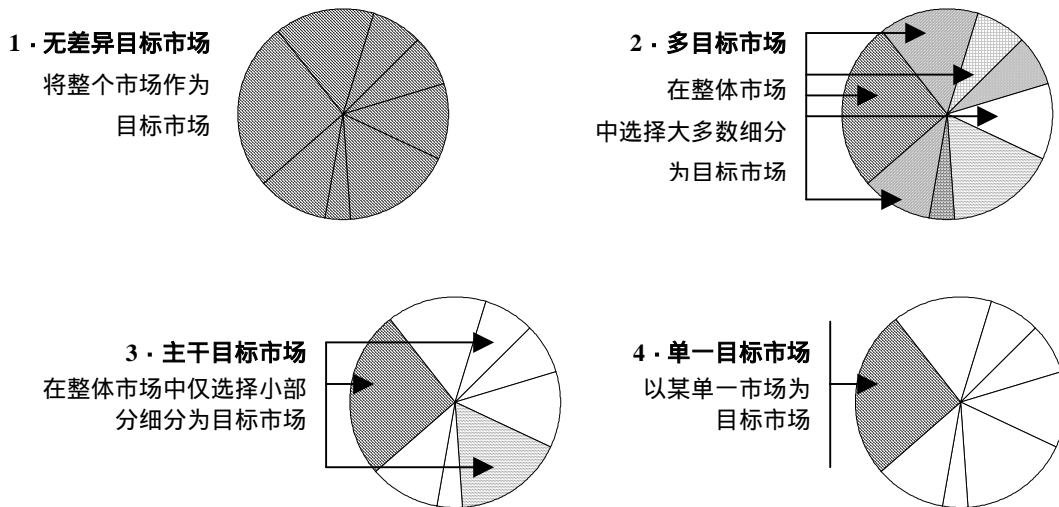 1 · 无差异目标市场
将整个市场作为
目标市场
2 · 多目标市场
在整体市场
中选择大多数细分
为目标市场
3 · 主干目标市场
在整体市场中仅选择小部
分细分为目标市场
4 · 单一目标市场
以某单一市场为
目标市场